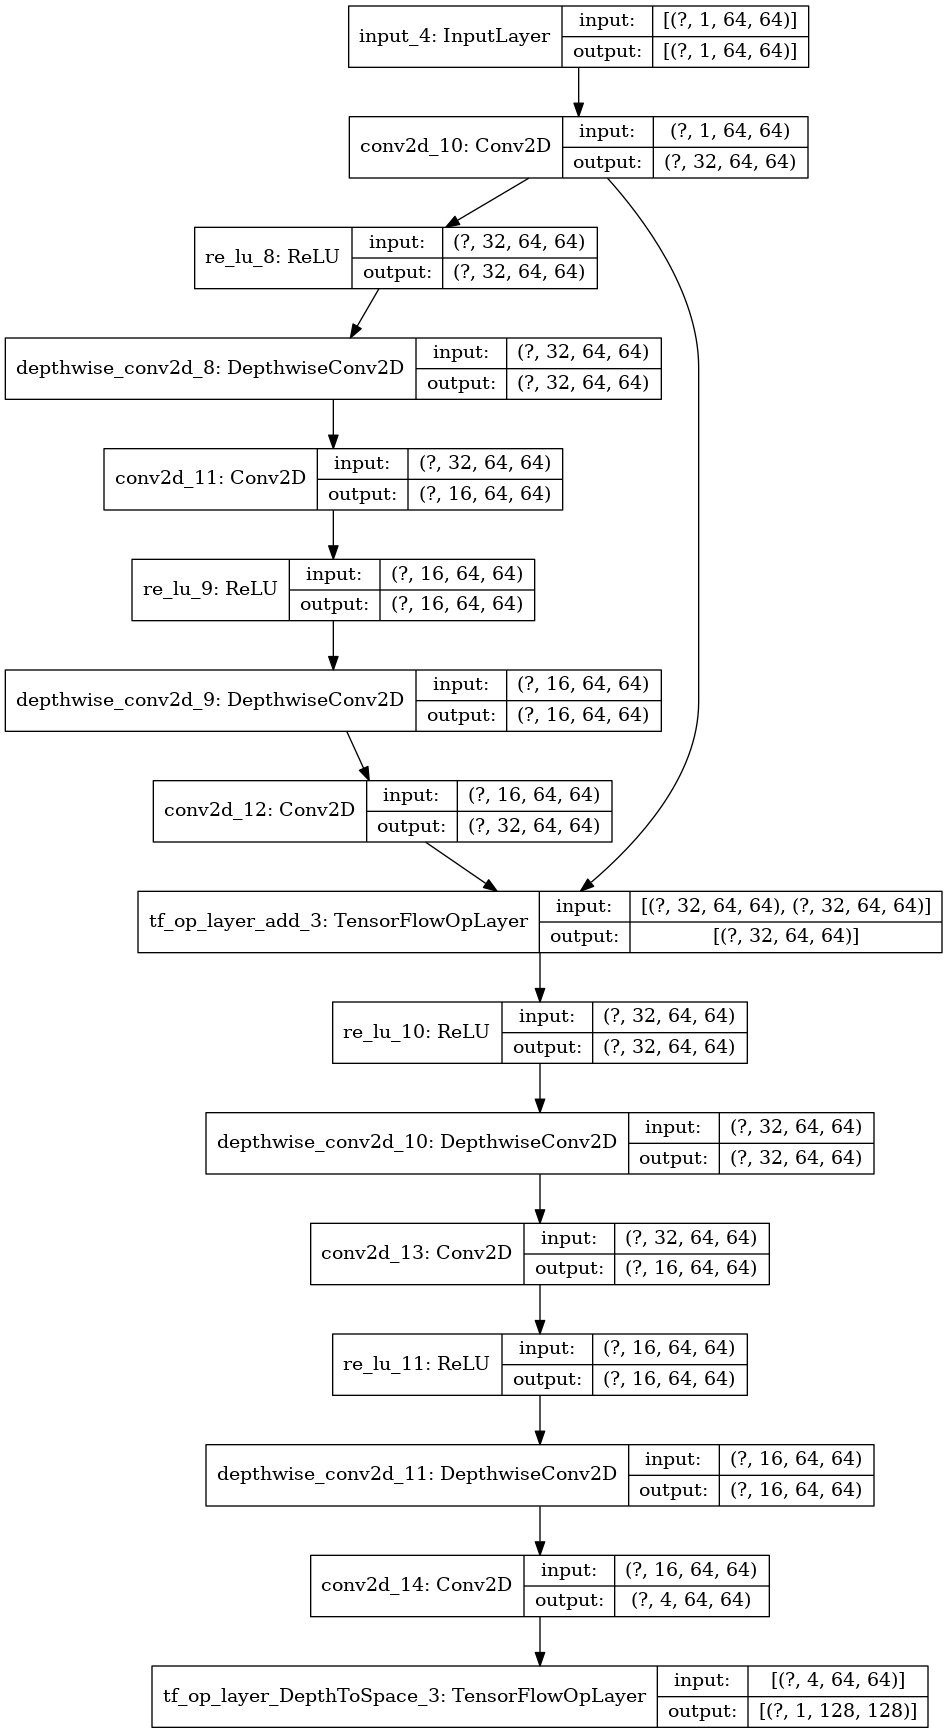 input_4: InputLayer
input: [(?, 1, 64, 64)]
output: [(?, 1, 64, 64)]
conv2d_10: Conv2D
input: (?, 1, 64, 64)
output: (?, 32, 64, 64)
re_lu_8: ReLU
input: (?, 32, 64, 64)
output: (?, 32, 64, 64)
depthwise_conv2d_8: DepthwiseConv2D
input: (?, 32, 64, 64)
output: (?, 32, 64, 64)
conv2d_11: Conv2D
input: (?, 32, 64, 64)
output: (?, 16, 64, 64)
re_lu_9: ReLU
input: (?, 16, 64, 64)
output: (?, 16, 64, 64)
depthwise_conv2d_9: DepthwiseConv2D
input: (?, 16, 64, 64)
output: (?, 16, 64, 64)
conv2d_12: Conv2D
input: (?, 16, 64, 64)
output: (?, 32, 64, 64)
tf_op_layer_add_3: TensorFlowOpLayer
input: [(?, 32, 64, 64), (?, 32, 64, 64)]
output: [(?, 32, 64, 64)]
re_lu_10: ReLU
input: (?, 32, 64, 64)
output: (?, 32, 64, 64)
depthwise_conv2d_10: DepthwiseConv2D
input: (?, 32, 64, 64)
output: (?, 32, 64, 64)
conv2d_13: Conv2D
input: (?, 32, 64, 64)
output: (?, 16, 64, 64)
re_lu_11: ReLU
input: (?, 16, 64, 64)
output: (?, 16, 64, 64)
depthwise_conv2d_11: DepthwiseConv2D
input: (?, 16, 64, 64)
output: (?, 16, 64, 64)
conv2d_14: Conv2D
input: (?, 16, 64, 64)
output: (?, 4, 64, 64)
tf_op_layer_DepthToSpace_3: TensorFlowOpLayer
input: [(?, 4, 64, 64)]
output: [(?, 1, 128, 128)]